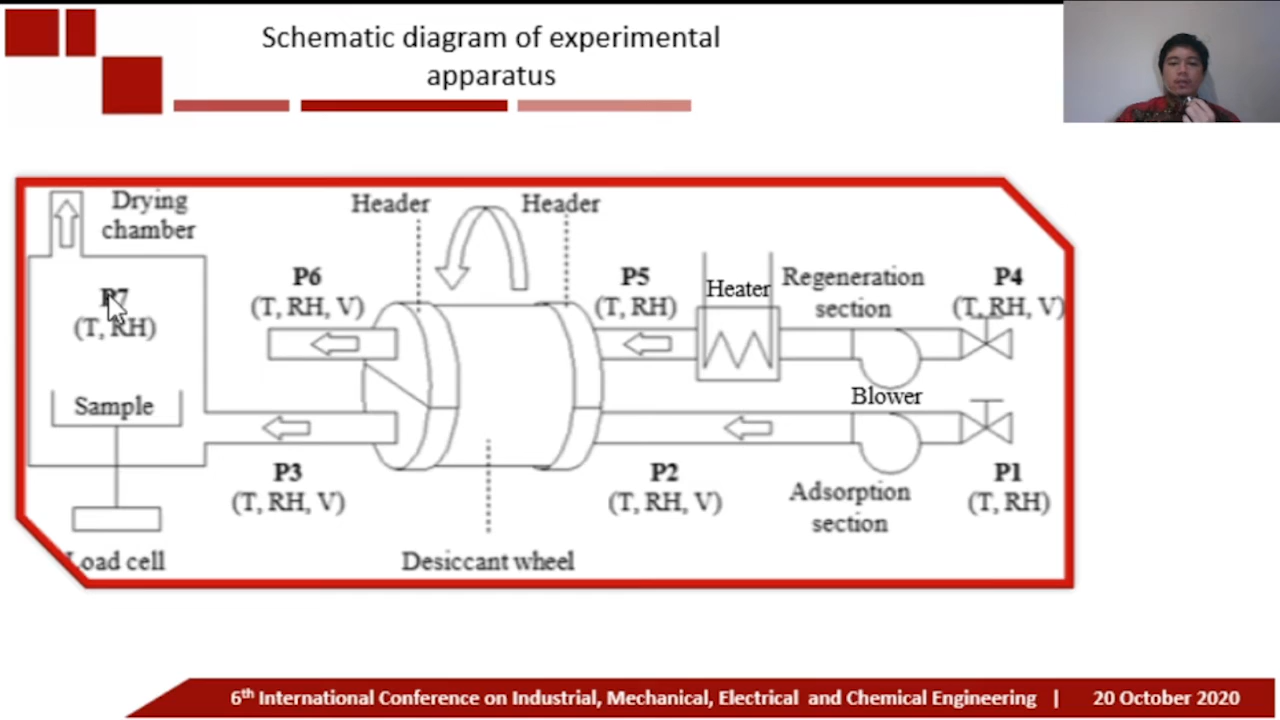 Schematic diagram of experimental
apparatus
Drying
chamber
Header
Header
P7
(T, RH)
P6
(T, RH, V)
P5
(T, RH)
Heater
Regeneration
section
P4
(T, RH, V)
Sample
Blower
P3
(T, RH, V)
P2
(T, RH, V)
Adsorption
section
P1
(T, RH)
Load cell
Desiccant wheel
6th International Conference on Industrial, Mechanical, Electrical and Chemical Engineering | 20 October 2020